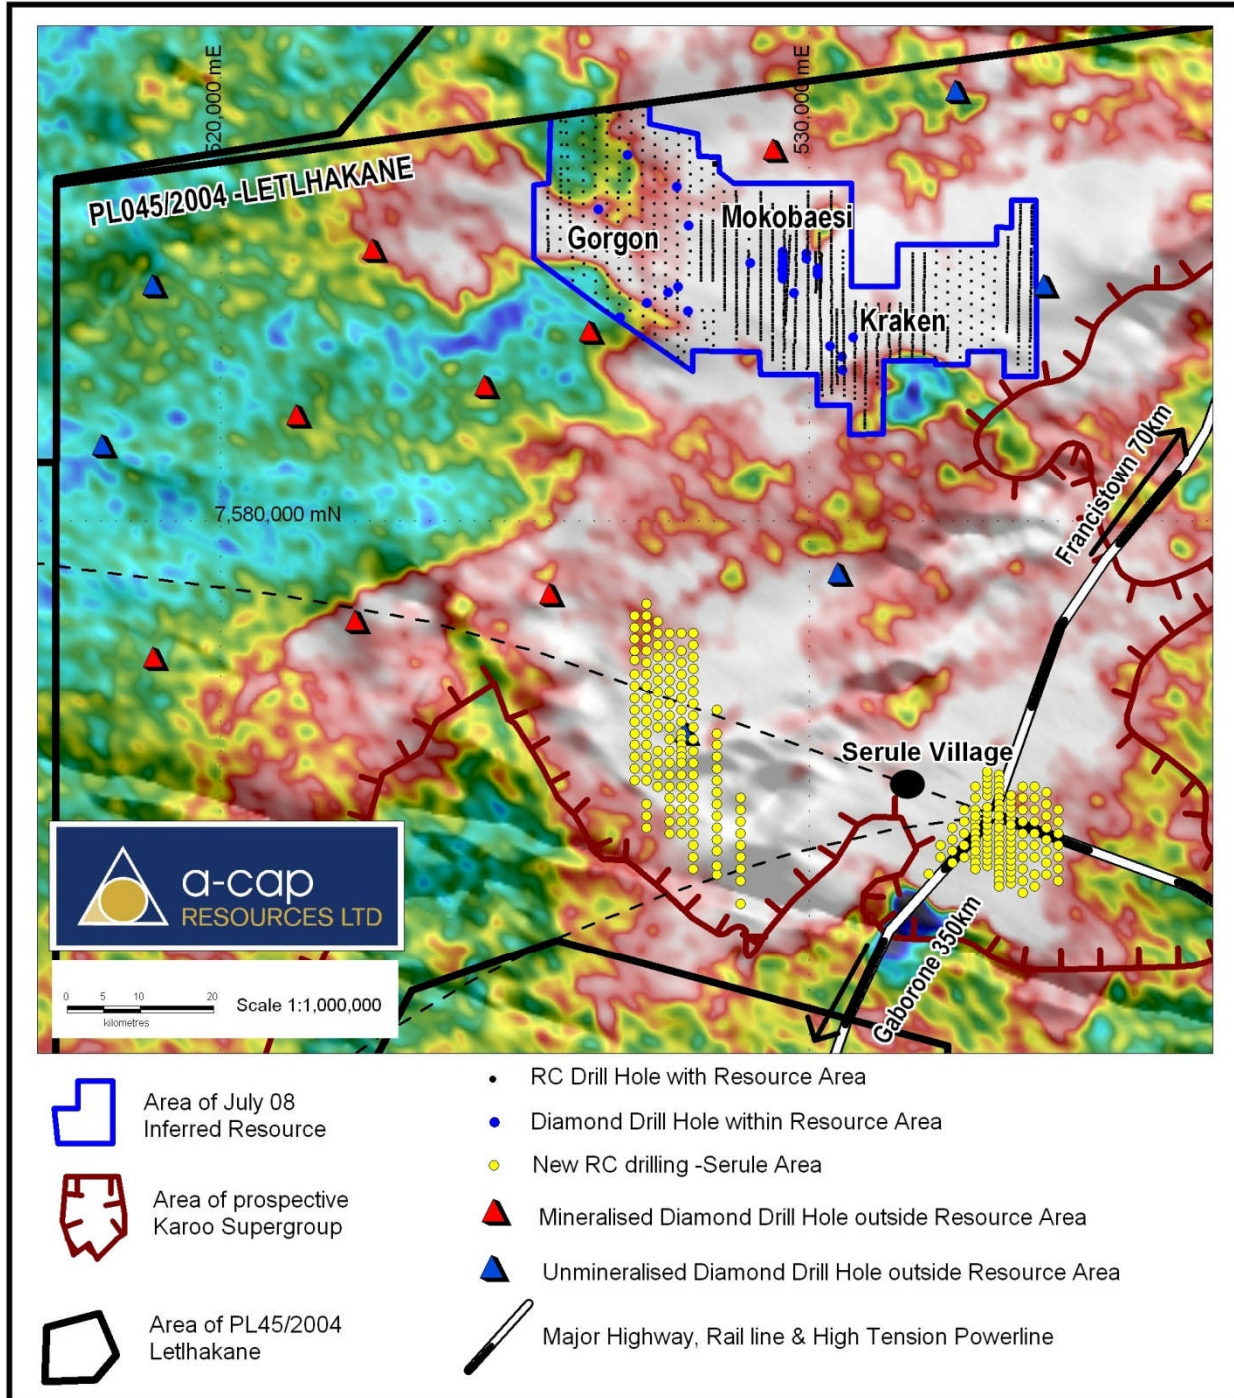 520,000 mE
530,000 mE
PL045/2004 -LETLHAKANE
Gorgon
Mokobaesi
Kraken
Francistown 70km
7,580,000 mN
Serule Village
Gaborone 350km
a-cap
RESOURCES LTD
0 5 10 20
kilometres
Scale 1:1,000,000
Area of July 08
Inferred Resource
Area of prospective
Karoo Supergroup
Area of PL45/2004
Letlhakane
RC Drill Hole with Resource Area
Diamond Drill Hole within Resource Area
New RC drilling -Serule Area
Mineralised Diamond Drill Hole outside Resource Area
Unmineralised Diamond Drill Hole outside Resource Area
Major Highway, Rail line & High Tension Powerline